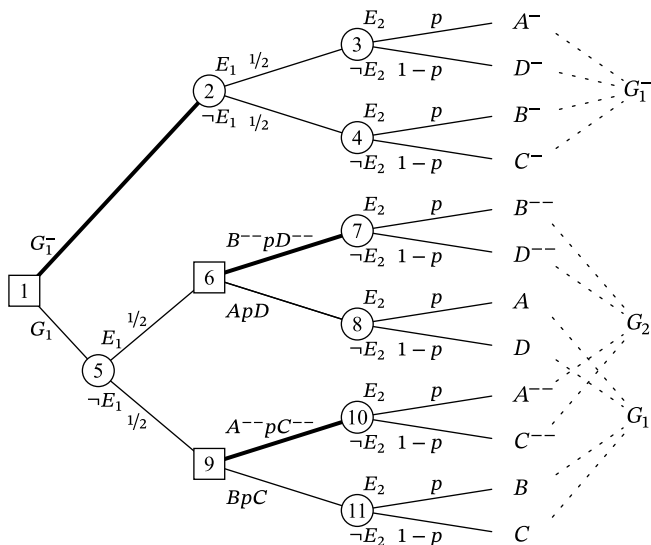 E₂ p A⁻
E₁ ½ 3
¬E₂ 1 − p D⁻
2 G₁⁻
¬E₁ ½ E₂ p B⁻
4
¬E₂ 1 − p C⁻
E₂ p B⁻⁻
G₁⁻ B⁻⁻pD⁻⁻ 7
¬E₂ 1 − p D⁻⁻
1 6
G₁ ½ ApD E₂ p A G₂
E₁ 8
¬E₂ 1 − p D
5
¬E₁ E₂ p A⁻⁻
½ A⁻⁻pC⁻⁻ 10 G₁
¬E₂ 1 − p C⁻⁻
9
BpC E₂ p B
11
¬E₂ 1 − p C